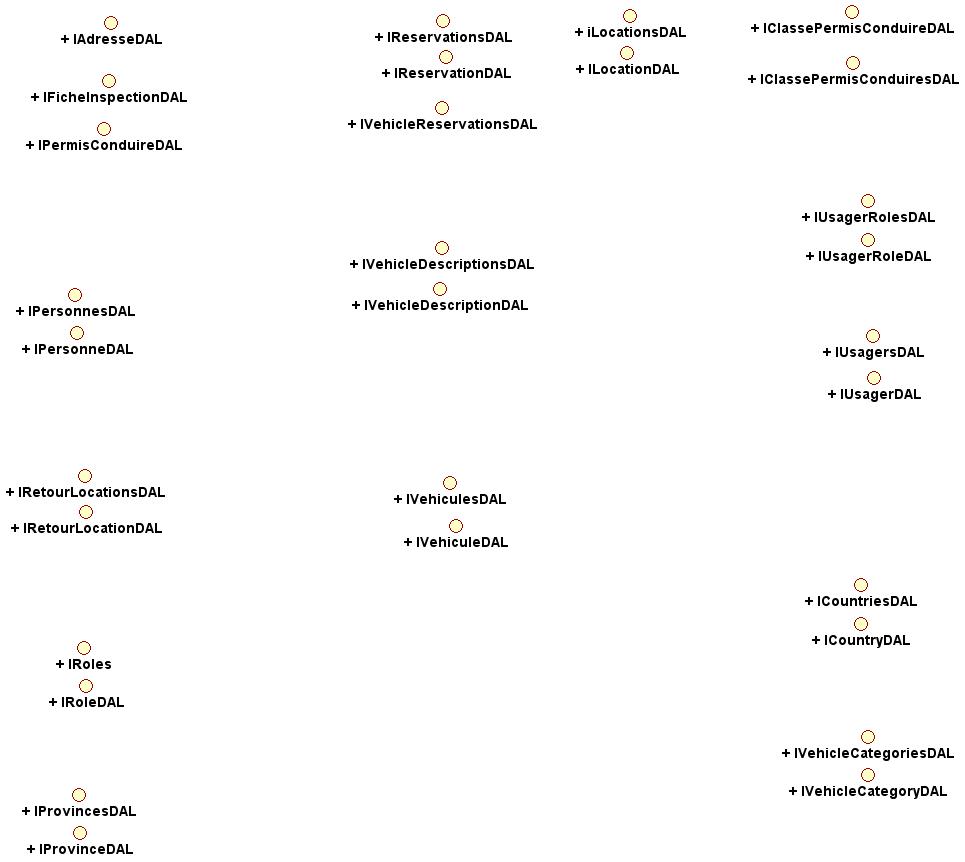 + IAdresseDAL
+ IFicheInspectionDAL
+ IPermisConduireDAL
+ IReservationsDAL
+ IReservationDAL
+ IVehicleReservationsDAL
+ iLocationsDAL
+ ILocationDAL
+ IClassePermisConduireDAL
+ IClassePermisConduiresDAL
+ IUsagerRolesDAL
+ IUsagerRoleDAL
+ IVehicleDescriptionsDAL
+ IVehicleDescriptionDAL
+ IPersonnesDAL
+ IPersonneDAL
+ IUsagersDAL
+ IUsagerDAL
+ IRetourLocationsDAL
+ IRetourLocationDAL
+ IVehiculesDAL
+ IVehiculeDAL
+ ICountriesDAL
+ ICountryDAL
+ IRoles
+ IRoleDAL
+ IVehicleCategoriesDAL
+ IVehicleCategoryDAL
+ IProvincesDAL
+ IProvinceDAL